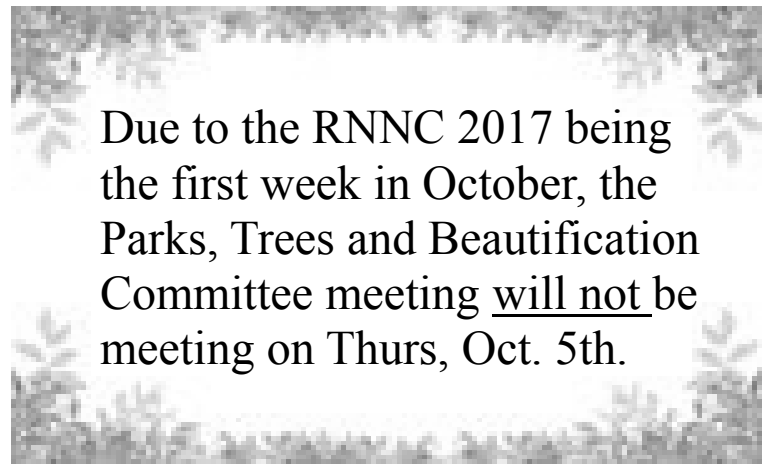 Due to the RNNC 2017 being
the first week in October, the
Parks, Trees and Beautification
Committee meeting will not be
meeting on Thurs, Oct. 5th.